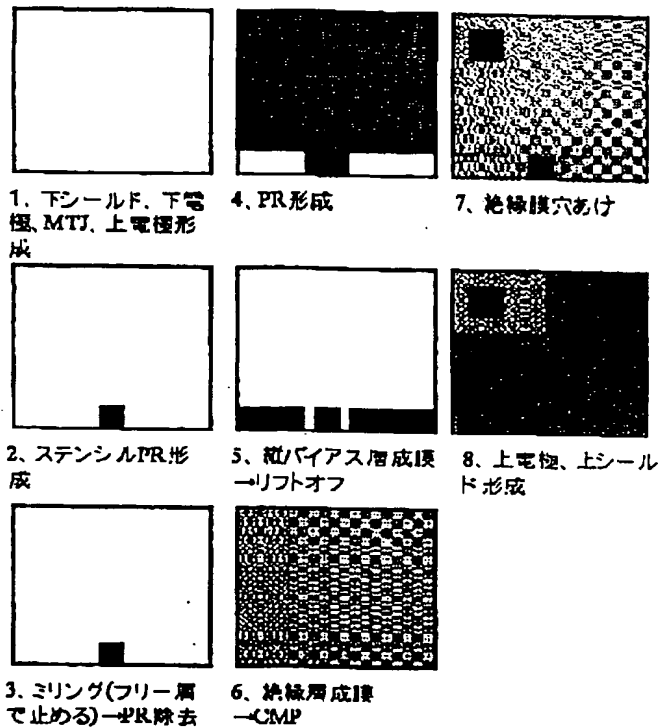 1、下シールド、下電
極、MTJ、上電極形
成
2、ステンシルPR形
成
3、ミリング(フリー層
で止める)→PR除去
4、PR形成
5、縦バイアス層成膜
→リフトオフ
6、絶縁層成膜
→CMP
7、絶縁膜穴あけ
8、上電極、上シール
ド形成